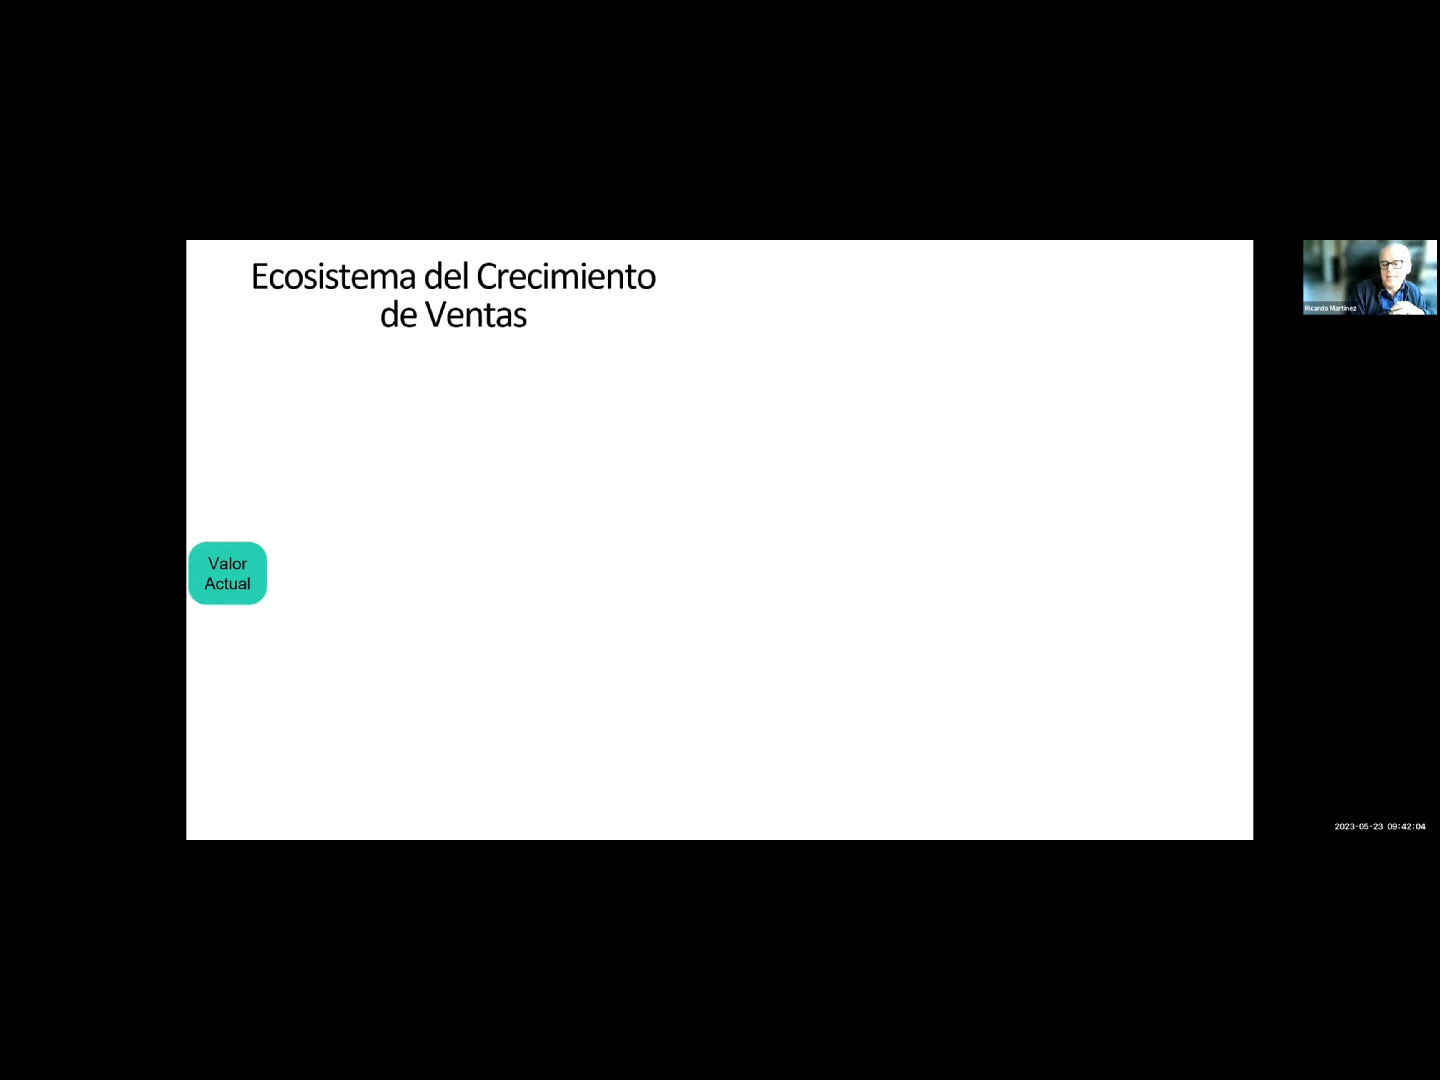 Ecosistema del Crecimiento
de Ventas
Ricardo Martinez
Valor
Actual
2023-05-23 09:42:04